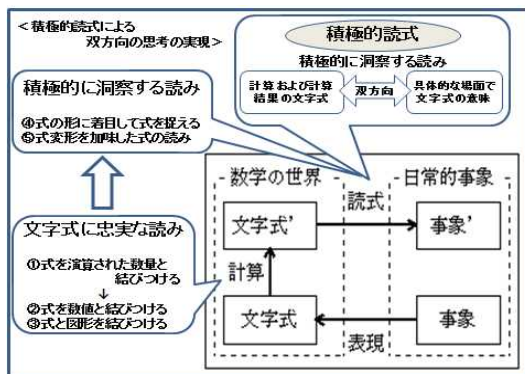 ＜積極的読式による
双方向の思考の実現＞
積極的読式
積極的に洞察する読み
計算および計算
結果の文字式
双方向
具体的な場面で
文字式の意味
積極的に洞察する読み
④式の形に着目して式を捉える
⑤式変形を加味した式の読み
文字式に忠実な読み
①式を演算された数量と
結びつける
↓
②式を数値と結びつける
③式と図形を結びつける
数学の世界
日常的事象
文字式’
読式
事象’
計算
文字式
表現
事象